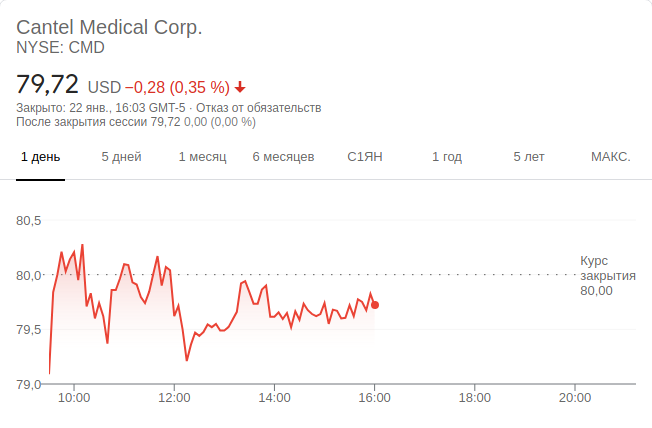 Cantel Medical Corp.
NYSE: CMD
79,72 USD −0,28 (0,35 %)
Закрыто: 22 янв., 16:03 GMT-5 · Отказ от обязательств
После закрытия сессии 79,72 0,00 (0,00 %)
1 день 5 дней 1 месяц 6 месяцев С1ЯН 1 год 5 лет МАКС.
80,5
80,0
79,5
79,0
Курс
закрытия
80,00
10:00 12:00 14:00 16:00 18:00 20:00